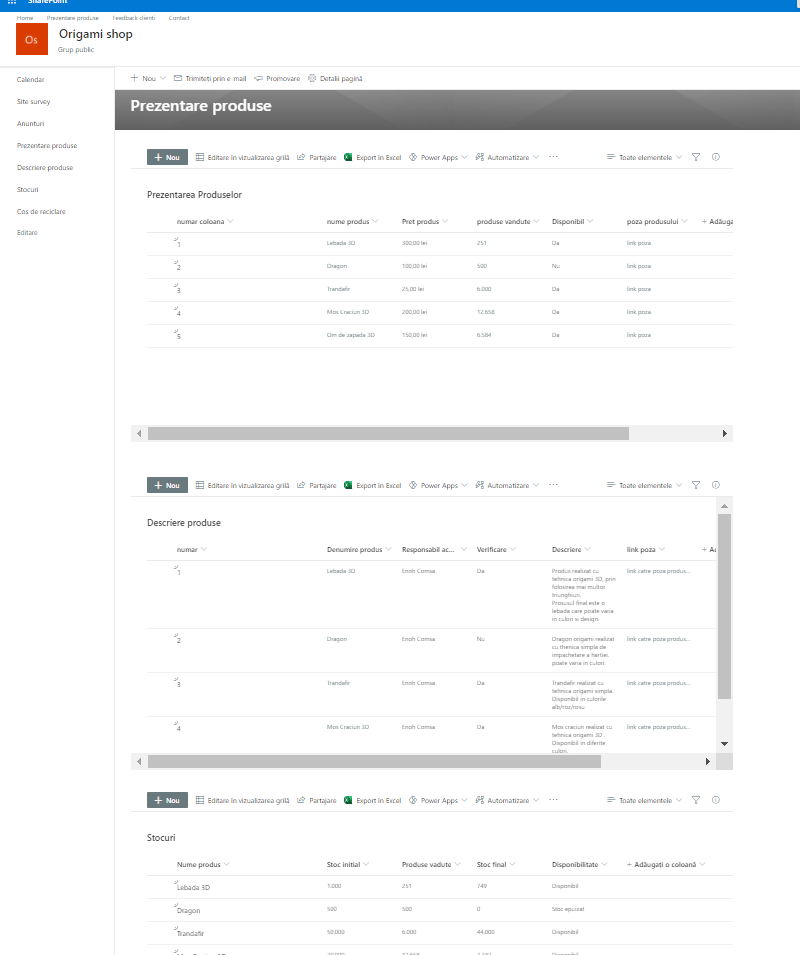 SharePoint
Home Prezentare produse Feedback clienti Contact
Os
Origami shop
Grup public
Calendar
Site survey
Anunturi
Prezentare produse
Descriere produse
Stocuri
Cos de reciclare
Editare
Nou Trimiteți prin e-mail Promovare Detalii pagină
Prezentare produse
Nou Editare în vizualizarea grilă Partajare Export în Excel Power Apps Automatizare ··· Toate elementele
Prezentarea Produselor
numar coloana nume produs Pret produs produse vandute Disponibil poza produsului + Adăuga
1 Lebada 3D 300,00 lei 251 Da link poza
2 Dragon 100,00 lei 500 Nu link poza
3 Trandafir 25,00 lei 6.000 Da link poza
4 Mos Craciun 3D 200,00 lei 12.658 Da link poza
5 Om de zapada 3D 150,00 lei 6.584 Da link poza
Nou Editare în vizualizarea grilă Partajare Export în Excel Power Apps Automatizare ··· Toate elementele
Descriere produse
numar Denumire produs Responsabil ac... Verificare Descriere link poza
1 Lebada 3D Enoh Comsa Da Produs realizat cu link catre poza produs...
tehnica origami 3D, prin
folosirea mai multor
triunghiuri.
Prosusul final este o
lebada care poate varia
in culori si design
2 Dragon Enoh Comsa Nu Dragon origami realizat link catre poza produs...
cu thenica simpla de
impachetare a hartiei.
poate varia in culori.
3 Trandafir Enoh Comsa Da Trandafir realizat cu link catre poza produs...
tehnica origami simpla.
Disponibil in culorile
alb/roz/rosu
4 Mos Craciun 3D Enoh Comsa Da Mos craciun realizat cu link catre poza produs...
tehnica origami 3D .
Disponibil in diferite
culori.
Nou Editare în vizualizarea grilă Partajare Export în Excel Power Apps Automatizare ··· Toate elementele
Stocuri
Nume produs Stoc initial Produse vadute Stoc final Disponibilitate + Adăugați o coloană
Lebada 3D 1.000 251 749 Disponibil
Dragon 500 500 0 Stoc epuizat
Trandafir 50.000 6.000 44.000 Disponibil